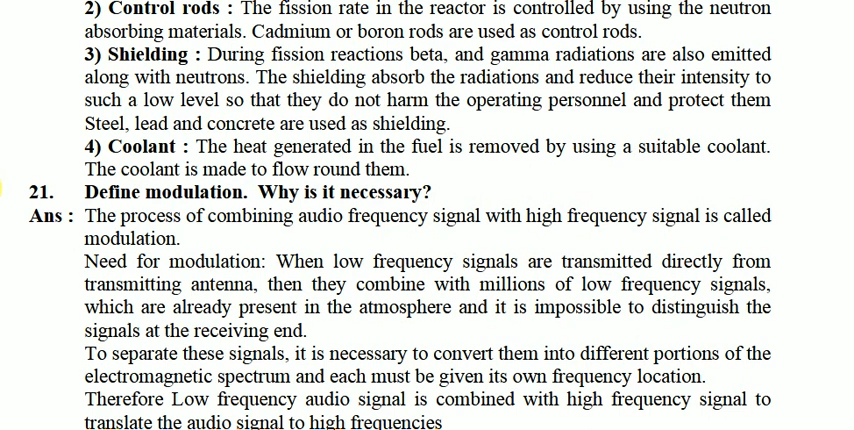 2) Control rods : The fission rate in the reactor is controlled by using the neutron
absorbing materials. Cadmium or boron rods are used as control rods.
3) Shielding : During fission reactions beta, and gamma radiations are also emitted
along with neutrons. The shielding absorb the radiations and reduce their intensity to
such a low level so that they do not harm the operating personnel and protect them
Steel, lead and concrete are used as shielding.
4) Coolant : The heat generated in the fuel is removed by using a suitable coolant.
The coolant is made to flow round them.
21. Define modulation. Why is it necessary?
Ans : The process of combining audio frequency signal with high frequency signal is called
modulation.
Need for modulation: When low frequency signals are transmitted directly from
transmitting antenna, then they combine with millions of low frequency signals,
which are already present in the atmosphere and it is impossible to distinguish the
signals at the receiving end.
To separate these signals, it is necessary to convert them into different portions of the
electromagnetic spectrum and each must be given its own frequency location.
Therefore Low frequency audio signal is combined with high frequency signal to
translate the audio signal to high frequencies